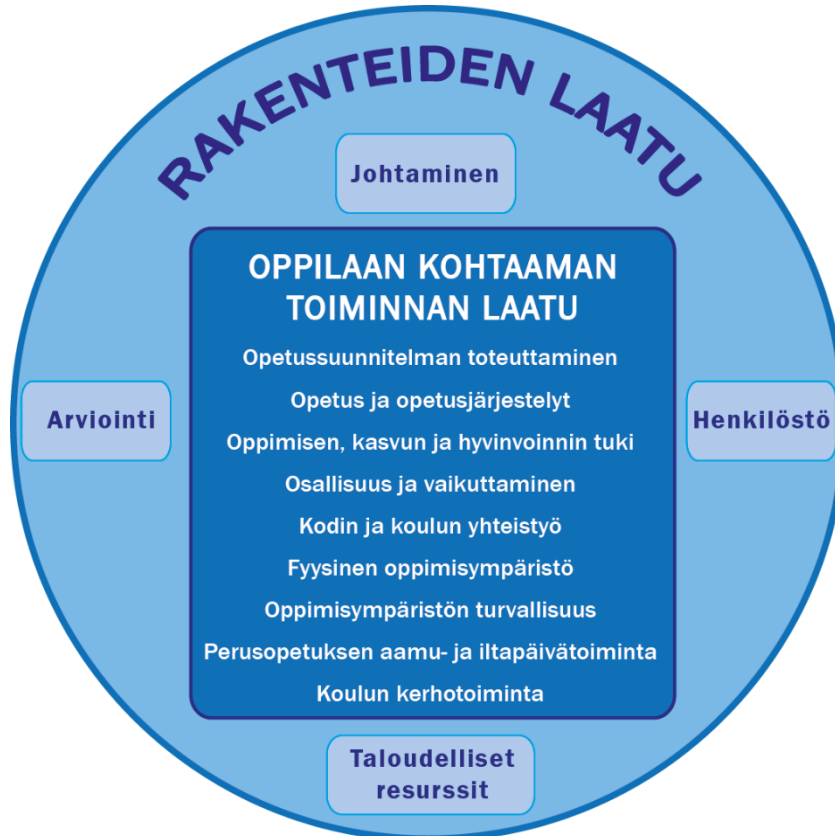 RAKENTEIDEN LAATU
Johtaminen
OPPILAAN KOHTAAMAN
TOIMINNAN LAATU
Opetussuunnitelman toteuttaminen
Opetus ja opetusjärjestelyt
Oppimisen, kasvun ja hyvinvoinnin tuki
Osallisuus ja vaikuttaminen
Kodin ja koulun yhteistyö
Fyysinen oppimisympäristö
Oppimisympäristön turvallisuus
Perusopetuksen aamu- ja iltapäivätoiminta
Koulun kerhotoiminta
Arviointi
Henkilöstö
Taloudelliset
resurssit